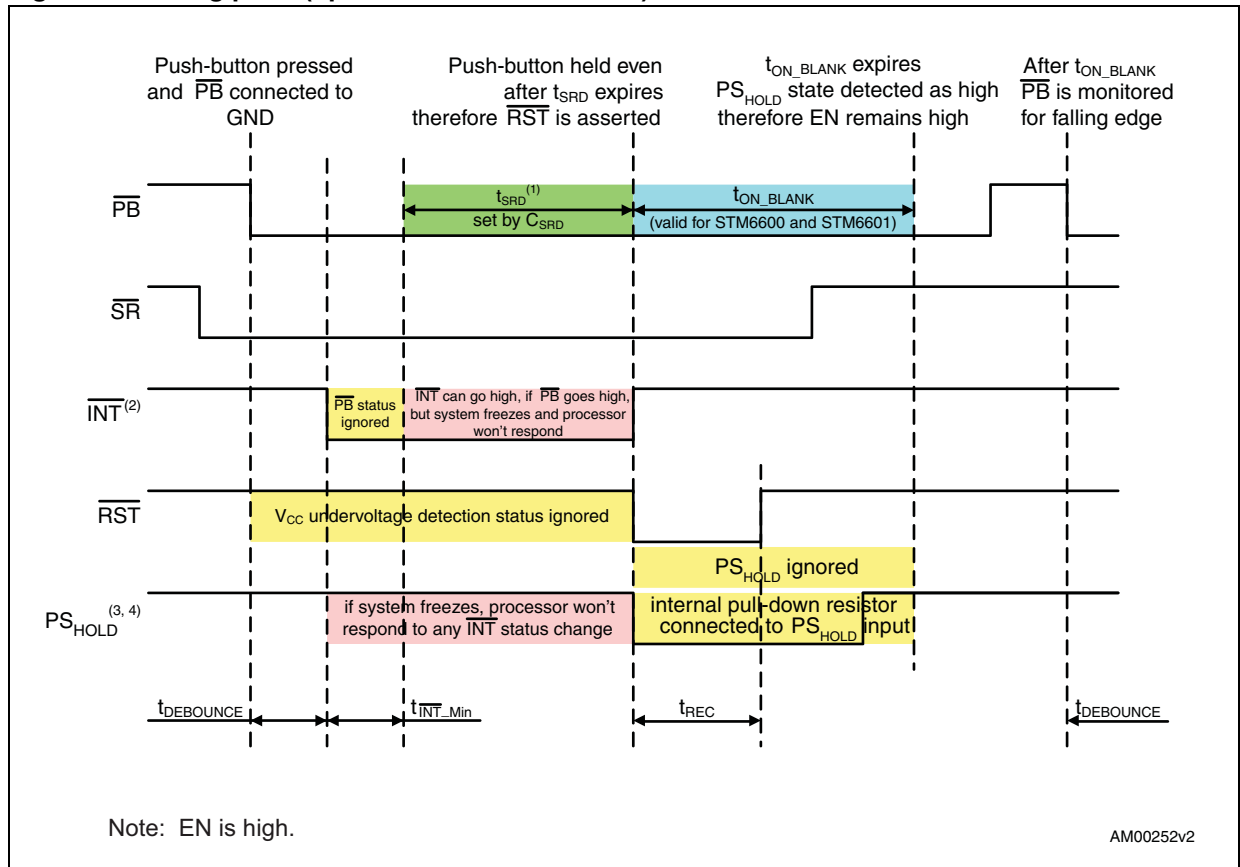 Push-button pressed
and PB connected to
GND
Push-button held even
after tSRD expires
therefore RST is asserted
tON_BLANK expires
PSHOLD state detected as high
therefore EN remains high
After tON_BLANK
PB is monitored
for falling edge
PB
tSRD(1)
set by CSRD
tON_BLANK
(valid for STM6600 and STM6601)
SR
INT(2)
PB status
ignored
INT can go high, if PB goes high,
but system freezes and processor
won't respond
RST
VCC undervoltage detection status ignored
PSHOLD ignored
PSHOLD(3, 4)
if system freezes, processor won't
respond to any INT status change
internal pull-down resistor
connected to PSHOLD input
tDEBOUNCE
tINT_Min
tREC
tDEBOUNCE
Note: EN is high.
AM00252v2